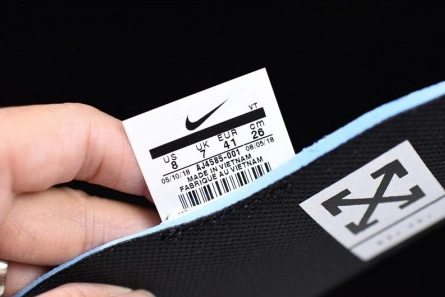 VT
US UK EUR cm
8 7 41 26
05/10/18 AJ4585-001 08/05/18
MADE IN VIETNAM
FABRIQUE AU VIETNAM